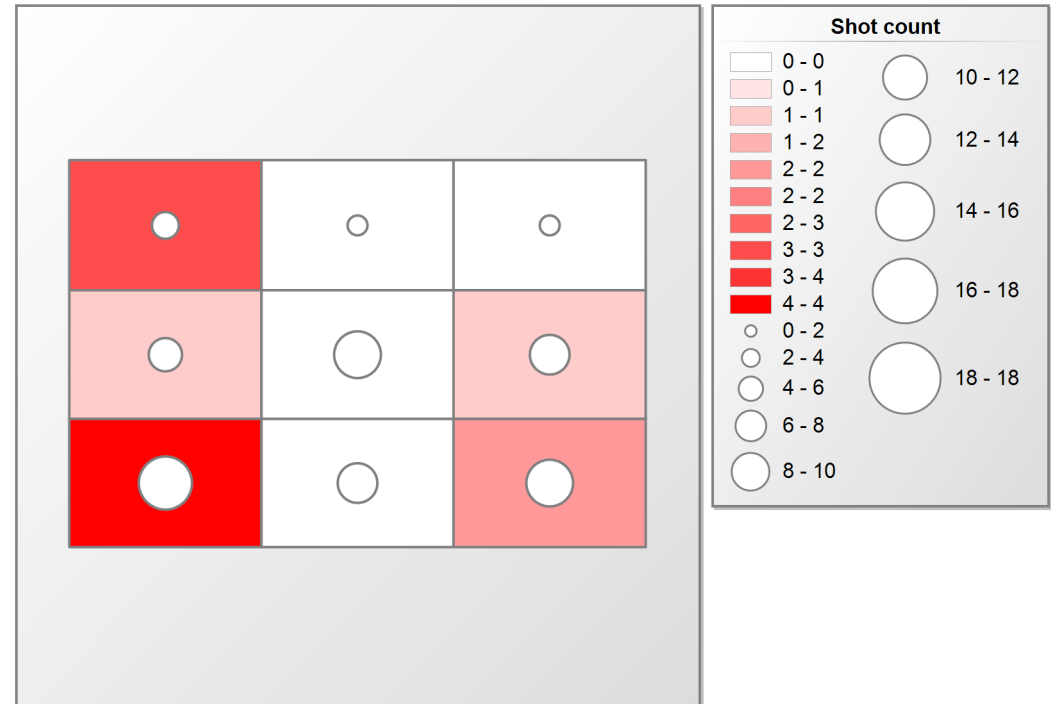 Shot count
0 - 0
0 - 1
1 - 1
1 - 2
2 - 2
2 - 2
2 - 3
3 - 3
3 - 4
4 - 4
0 - 2
2 - 4
4 - 6
6 - 8
8 - 10
10 - 12
12 - 14
14 - 16
16 - 18
18 - 18